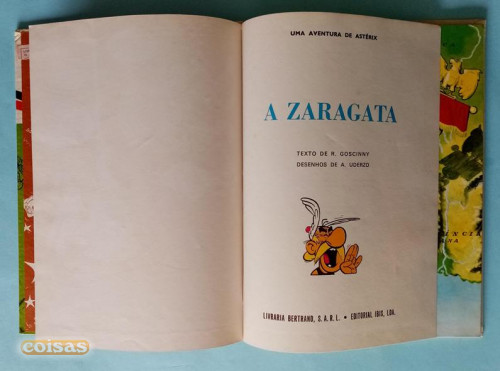 UMA AVENTURA DE ASTÉRIX
A ZARAGATA
TEXTO DE R. GOSCINNY
DESENHOS DE A. UDERZO
LIVRARIA BERTRAND, S.A.R.L. • EDITORIAL IBIS, LDA.
coisas